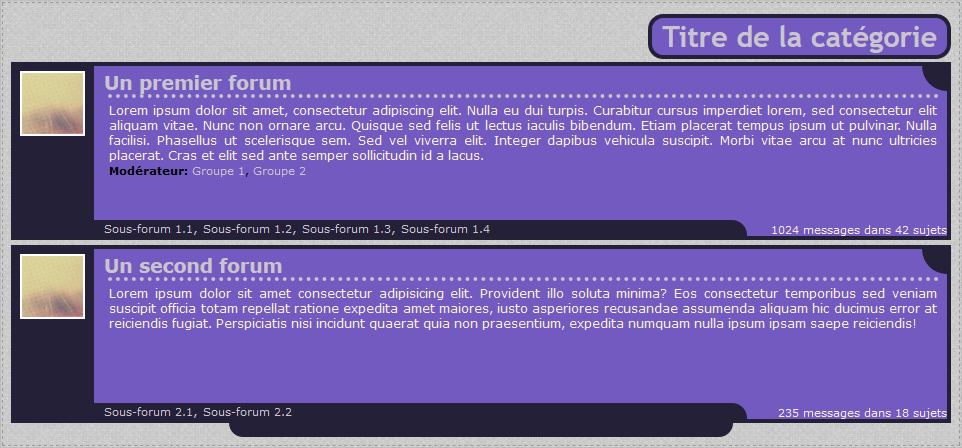 Titre de la catégorie
Un premier forum
Lorem ipsum dolor sit amet, consectetur adipiscing elit. Nulla eu dui turpis. Curabitur cursus imperdiet lorem, sed consectetur elit
aliquam vitae. Nunc non ornare arcu. Quisque sed felis ut lectus iaculis bibendum. Etiam placerat tempus ipsum ut pulvinar. Nulla
facilisi. Phasellus ut scelerisque sem. Sed vel viverra elit. Integer dapibus vehicula suscipit. Morbi vitae arcu at nunc ultricies
placerat. Cras et elit sed ante semper sollicitudin id a lacus.
Modérateur: Groupe 1, Groupe 2
Sous-forum 1.1, Sous-forum 1.2, Sous-forum 1.3, Sous-forum 1.4
1024 messages dans 42 sujets
Un second forum
Lorem ipsum dolor sit amet consectetur adipisicing elit. Provident illo soluta minima? Eos consectetur temporibus sed veniam
suscipit officia totam repellat ratione expedita amet maiores, iusto asperiores recusandae assumenda aliquam hic ducimus error at
reiciendis fugiat. Perspiciatis nisi incidunt quaerat quia non praesentium, expedita numquam nulla ipsum ipsam saepe reiciendis!
Sous-forum 2.1, Sous-forum 2.2
235 messages dans 18 sujets